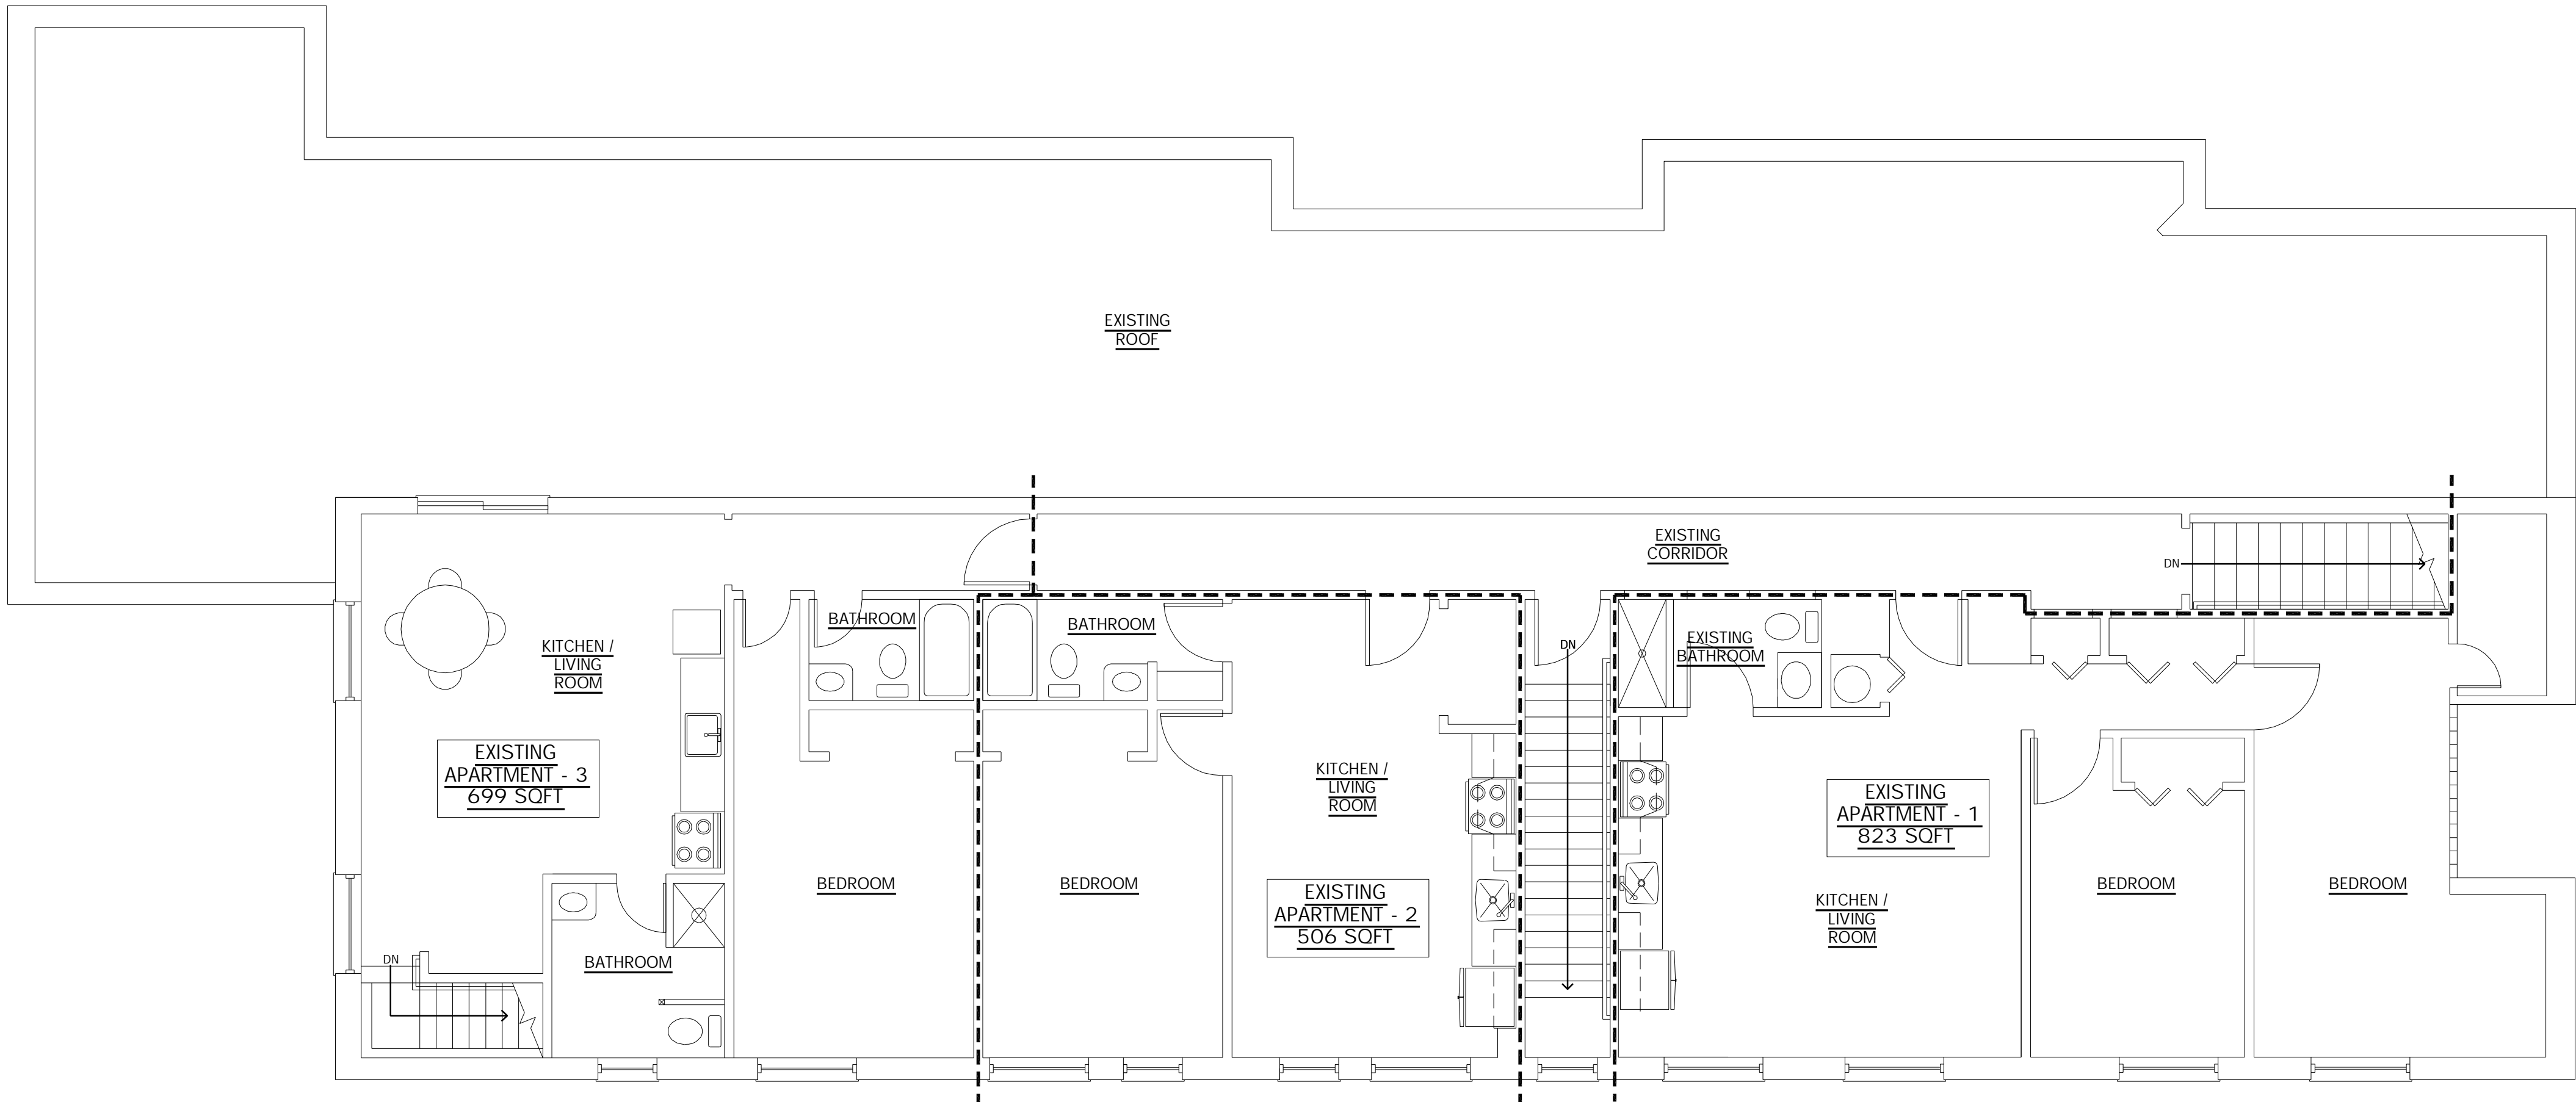 EXISTING
ROOF
EXISTING
CORRIDOR
DN
BATHROOM
BATHROOM
EXISTING
BATHROOM
DN
KITCHEN /
LIVING
ROOM
EXISTING
APARTMENT - 3
699 SQFT
KITCHEN /
LIVING
ROOM
EXISTING
APARTMENT - 1
823 SQFT
BEDROOM
BEDROOM
EXISTING
APARTMENT - 2
506 SQFT
KITCHEN /
LIVING
ROOM
BEDROOM
BEDROOM
DN
BATHROOM